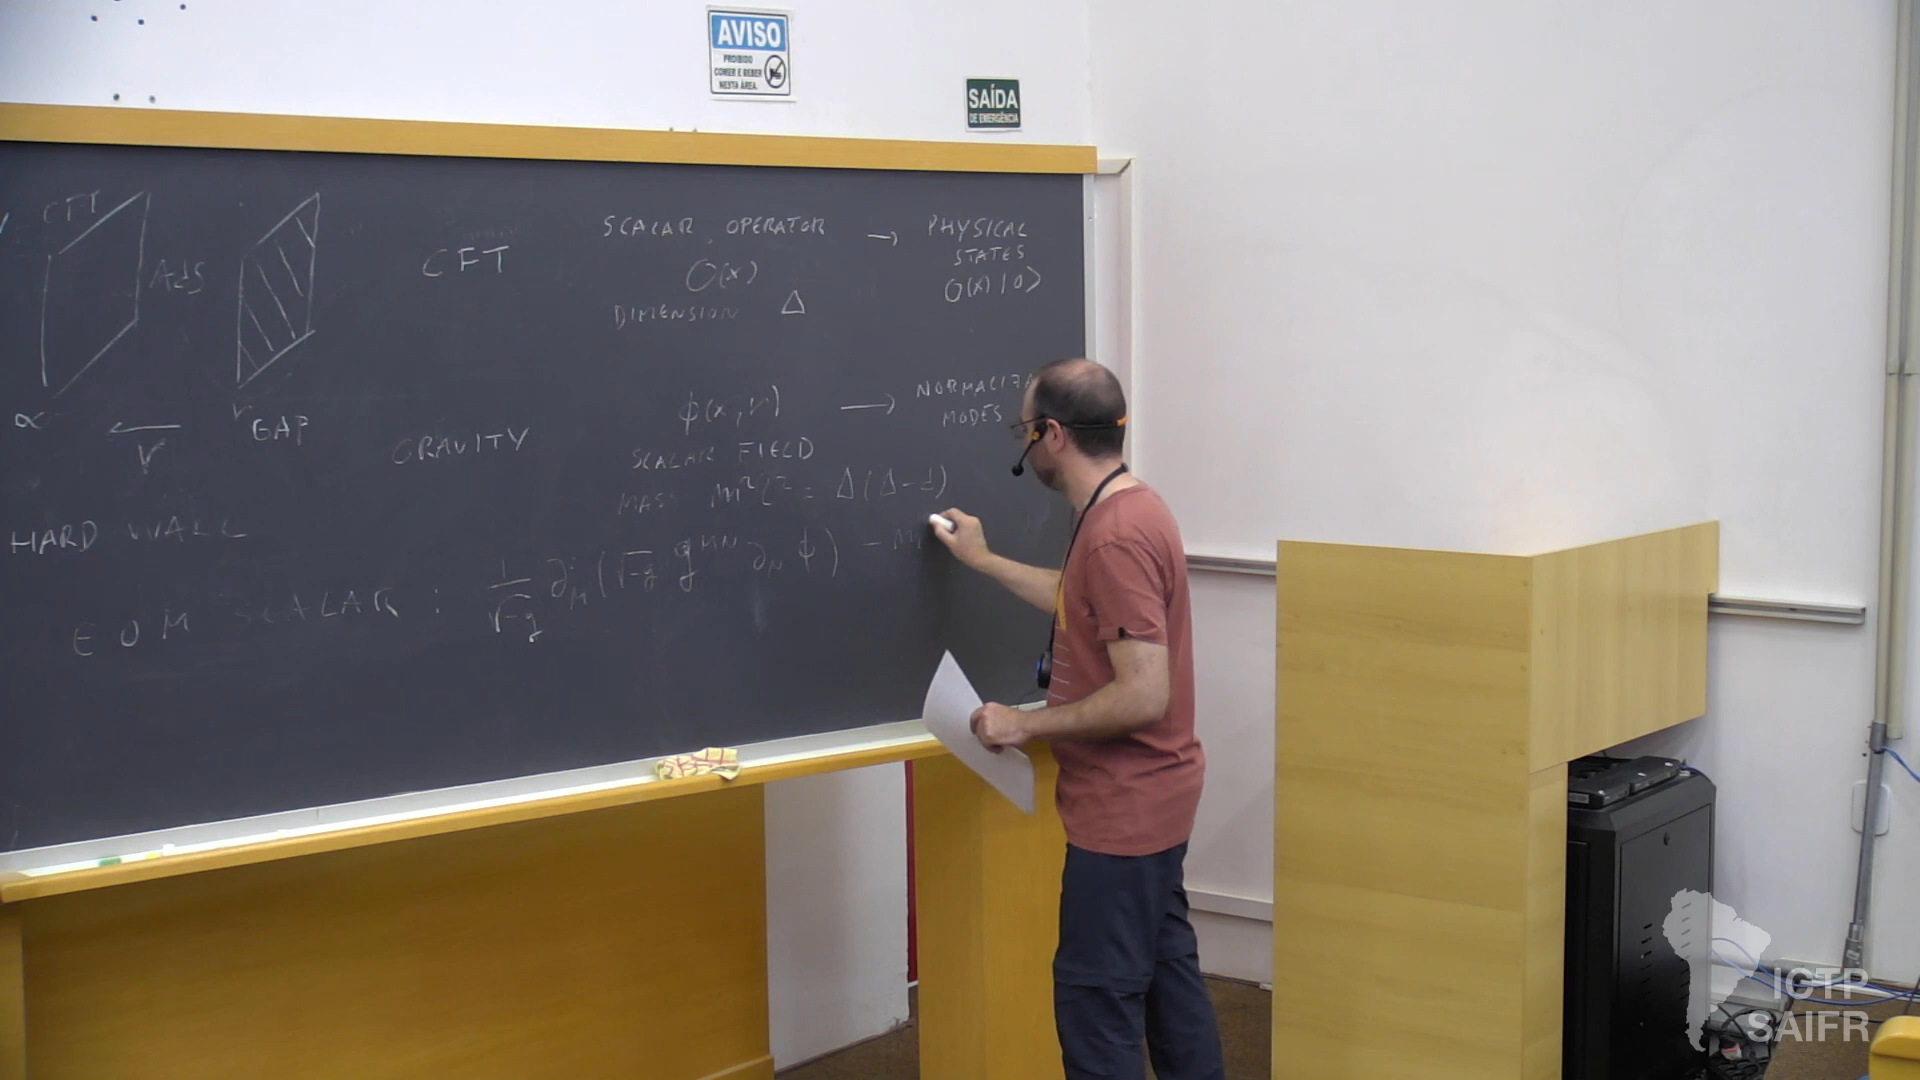 AVISO
PROIBIDO
COMER E BEBER
NESTA ÁREA.
SAÍDA
DE EMERGÊNCIA
CFT
AdS
∞
r
r GAP
HARD WALL
CFT
SCALAR OPERATOR → PHYSICAL STATES
O(x)
O(x)|0>
DIMENSION Δ
GRAVITY
ϕ(x,r) → NORMALIZA
MODES
SCALAR FIELD
MASS m²L² = Δ(Δ-d)
EOM SCALAR : 1/√-g ∂_M (√-g g^{MN} ∂_N ϕ) - m
ICTP
SAIFR